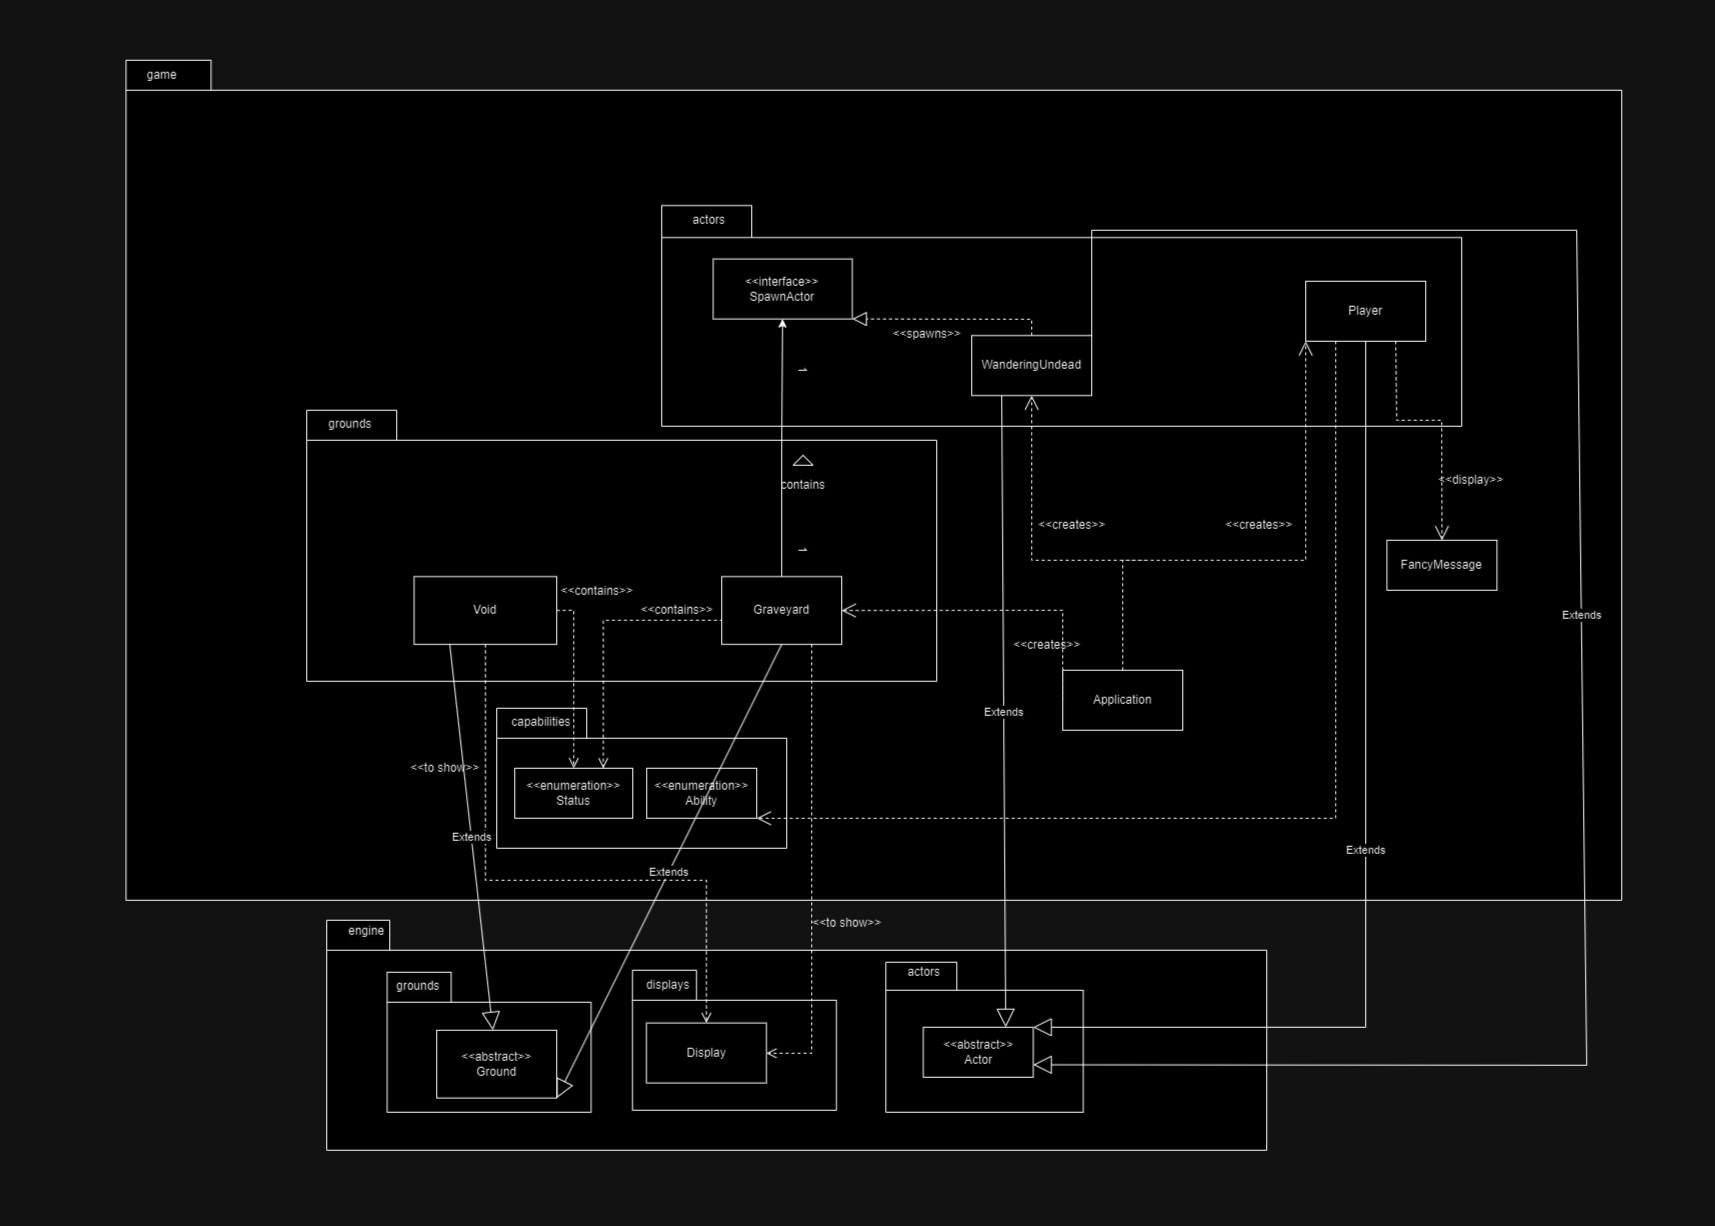 game
actors
<<interface>>
SpawnActor
Player
<<spawns>>
WanderingUndead
1
grounds
contains
<<display>>
<<creates>>
<<creates>>
1
FancyMessage
<<contains>>
Void
<<contains>>
Graveyard
Extends
<<creates>>
Application
Extends
capabilities
<<to show>>
<<enumeration>>
Status
<<enumeration>>
Ability
Extends
Extends
Extends
<<to show>>
engine
actors
grounds
displays
<<abstract>>
Actor
Display
<<abstract>>
Ground